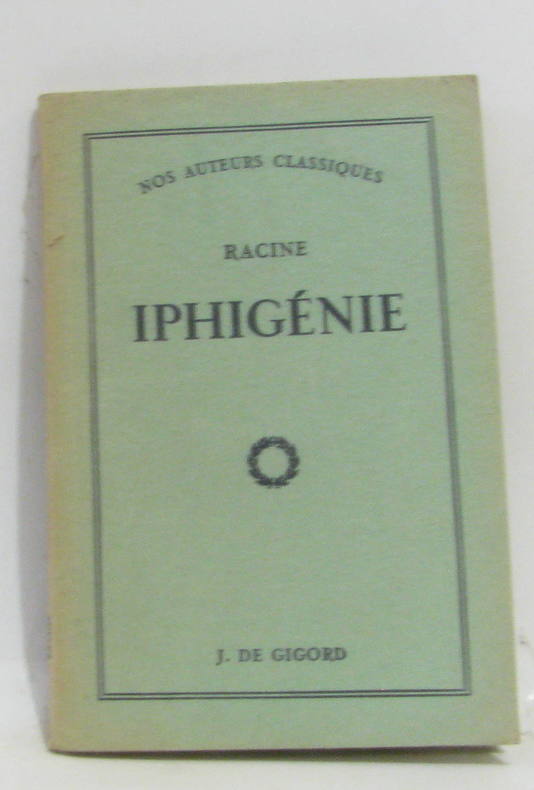 NOS AUTEURS CLASSIQUES
RACINE
IPHIGÉNIE
J. DE GIGORD